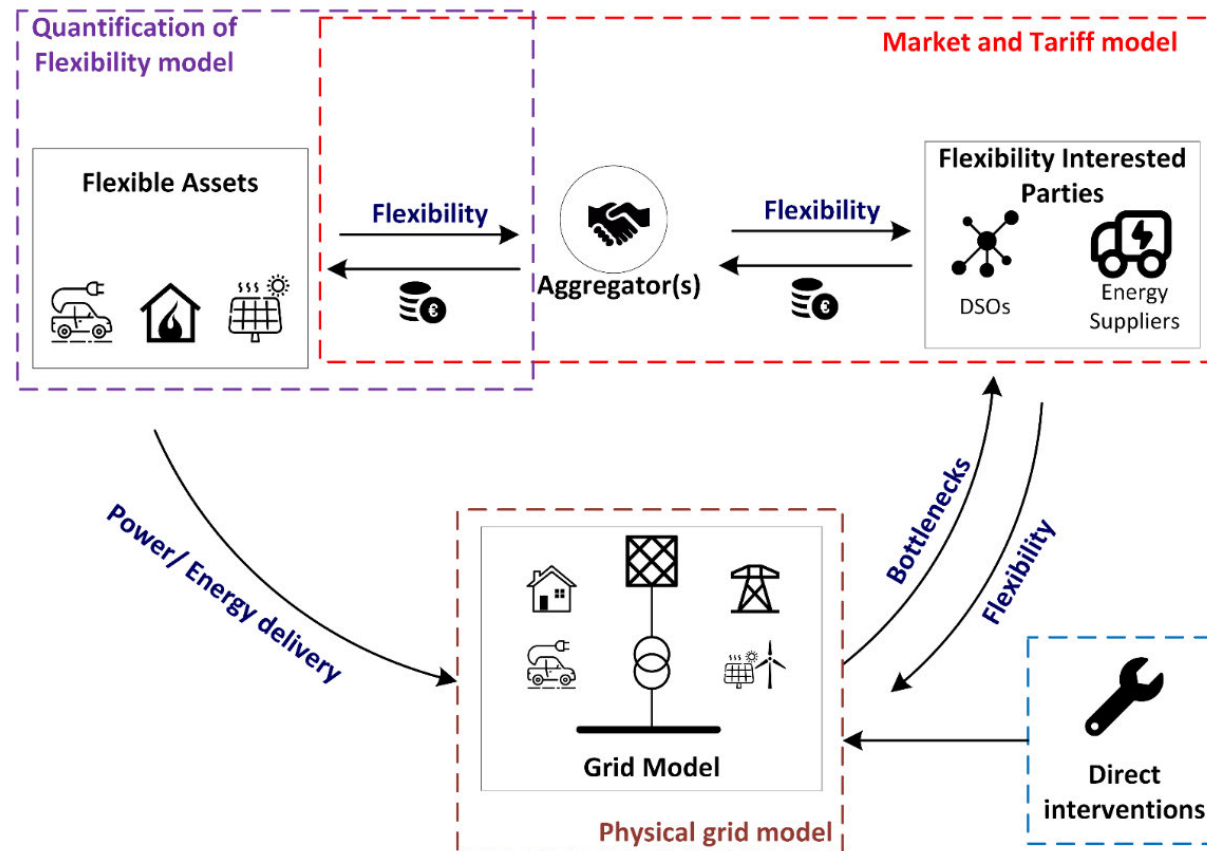 Quantification of
Flexibility model
Market and Tariff model
Flexible Assets
Flexibility
€
Aggregator(s)
Flexibility
€
Flexibility Interested
Parties
DSOs
Energy
Suppliers
Power/ Energy delivery
Bottlenecks
Flexibility
Grid Model
Physical grid model
Direct
interventions